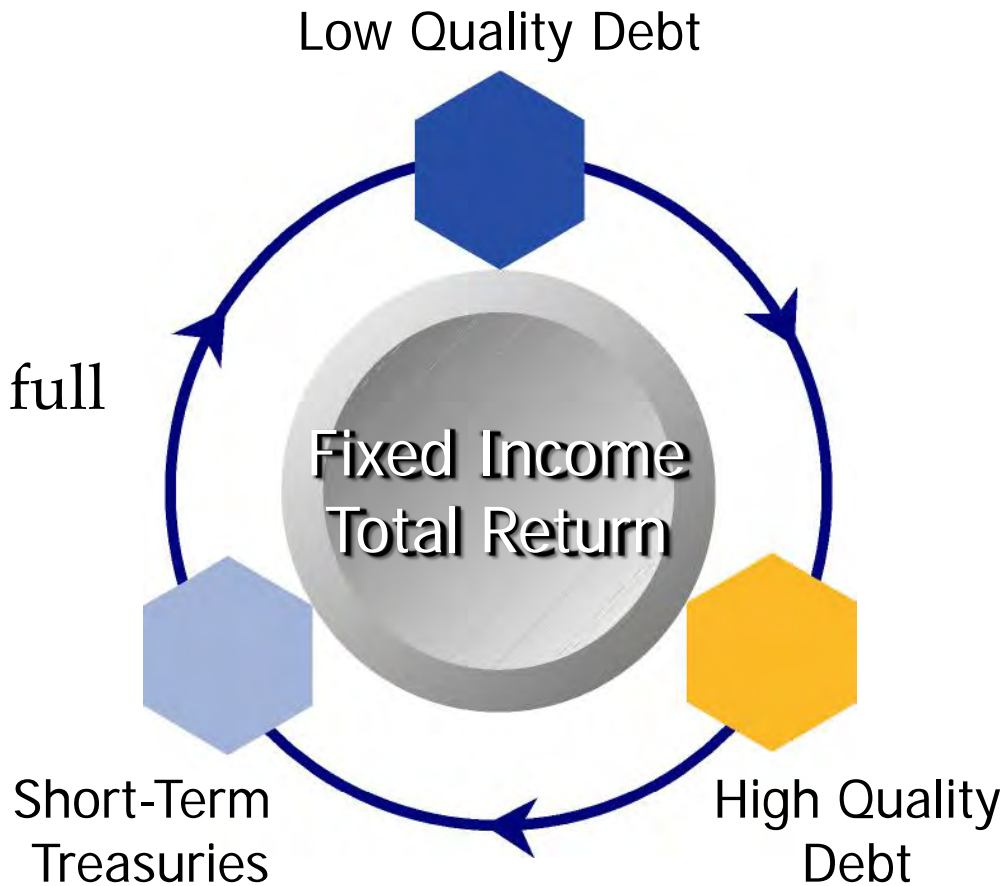 Low Quality Debt
full
Fixed Income
Total Return
Short-Term
Treasuries
High Quality
Debt